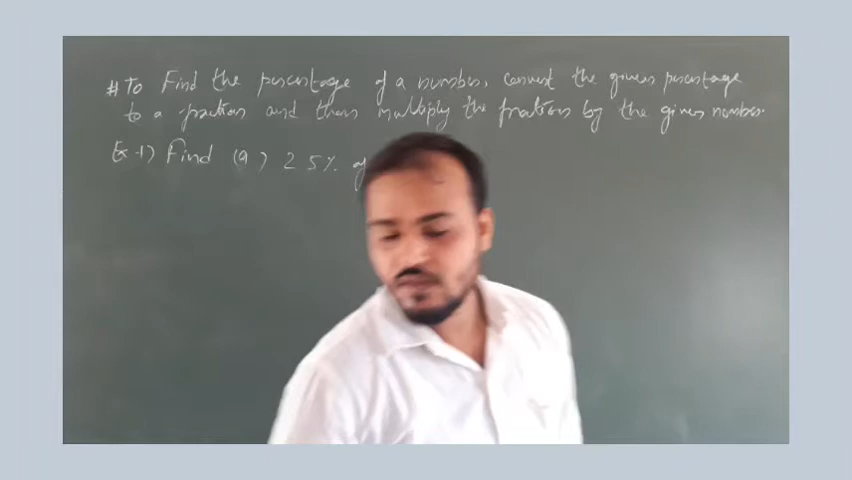 # To Find the percentage of a number, convert the given percentage
to a fraction and then multiply the fraction by the given number.
Ex-1) Find (a) 25% of